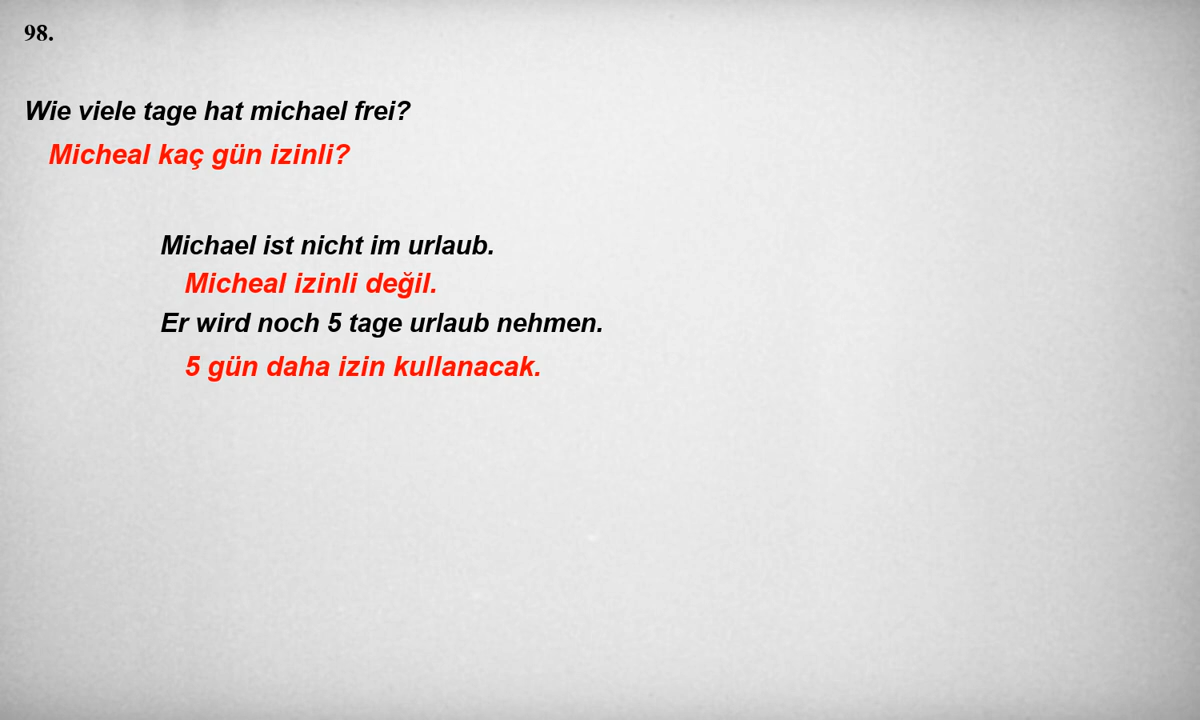 98.
Wie viele tage hat michael frei?
Micheal kaç gün izinli?
Michael ist nicht im urlaub.
Micheal izinli değil.
Er wird noch 5 tage urlaub nehmen.
5 gün daha izin kullanacak.